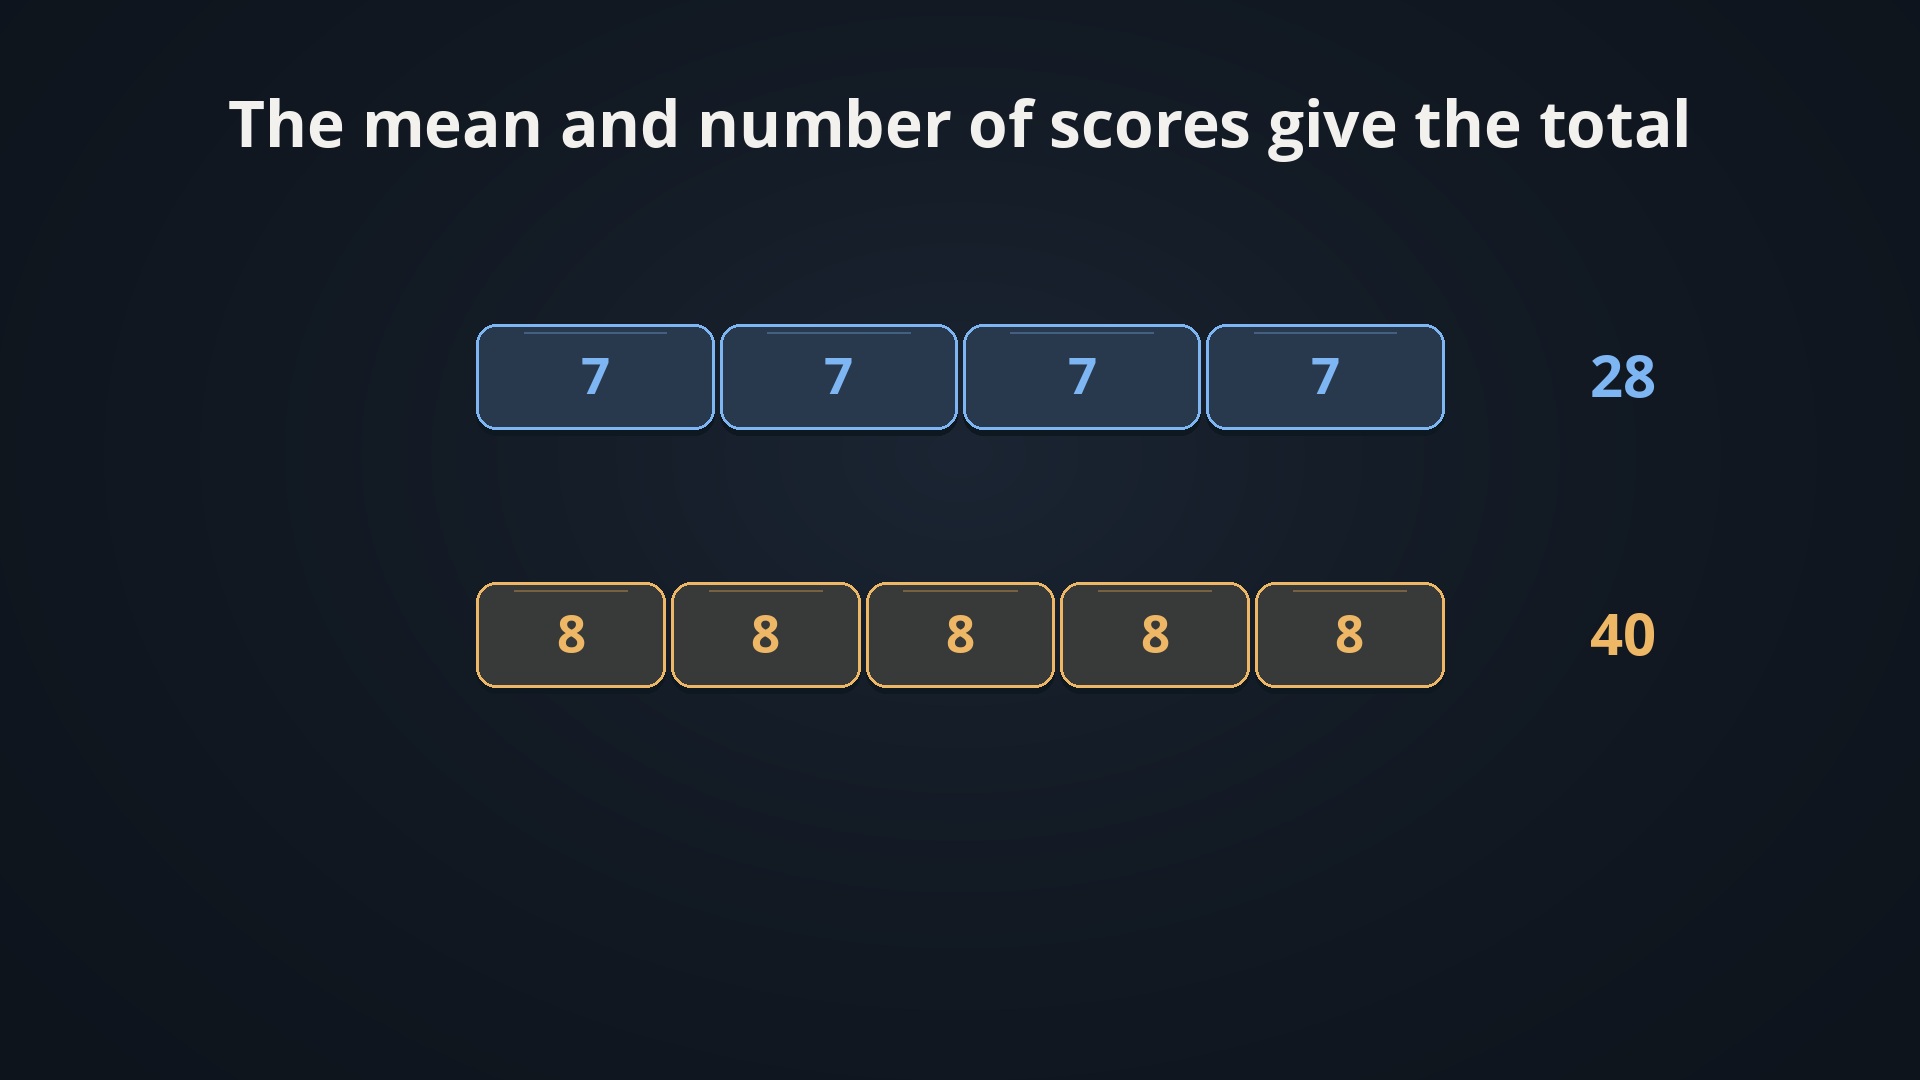 The mean and number of scores give the total
7 7 7 7 28
8 8 8 8 8 40